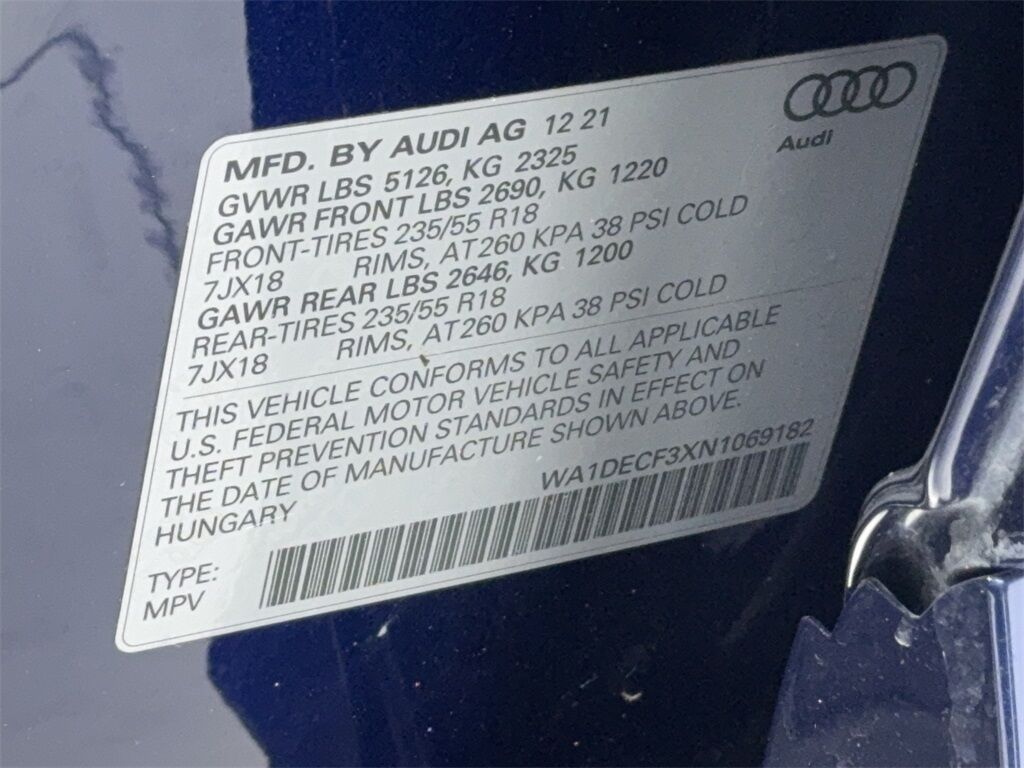 MFD. BY AUDI AG 12 21
Audi
GVWR LBS 5126, KG 2325
GAWR FRONT LBS 2690, KG 1220
FRONT-TIRES 235/55 R18
7JX18 RIMS, AT260 KPA 38 PSI COLD
GAWR REAR LBS 2646, KG 1200
REAR-TIRES 235/55 R18
7JX18 RIMS, AT260 KPA 38 PSI COLD
THIS VEHICLE CONFORMS TO ALL APPLICABLE
U.S. FEDERAL MOTOR VEHICLE SAFETY AND
THEFT PREVENTION STANDARDS IN EFFECT ON
THE DATE OF MANUFACTURE SHOWN ABOVE.
HUNGARY WA1DECF3XN1069182
TYPE:
MPV